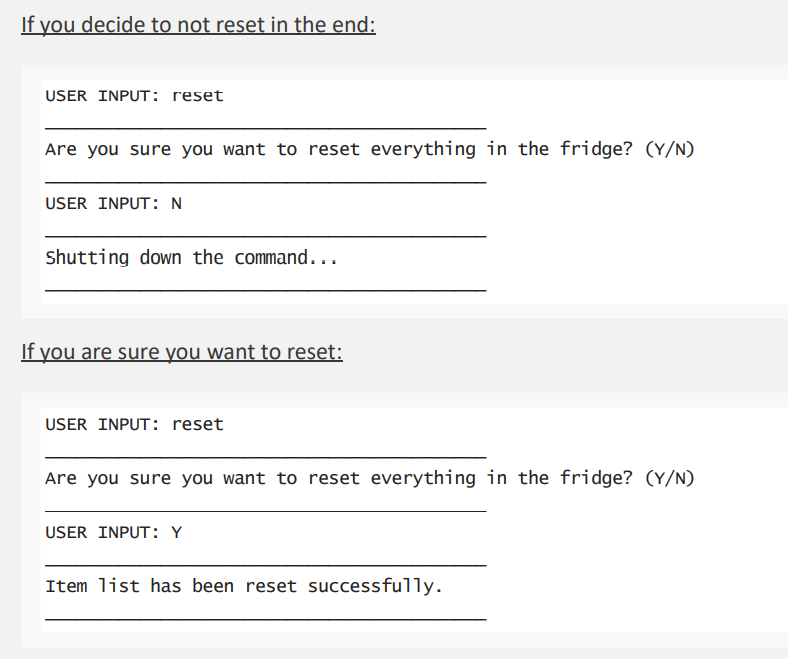 If you decide to not reset in the end:
USER INPUT: reset
Are you sure you want to reset everything in the fridge? (Y/N)
USER INPUT: N
Shutting down the command...
If you are sure you want to reset:
USER INPUT: reset
Are you sure you want to reset everything in the fridge? (Y/N)
USER INPUT: Y
Item list has been reset successfully.